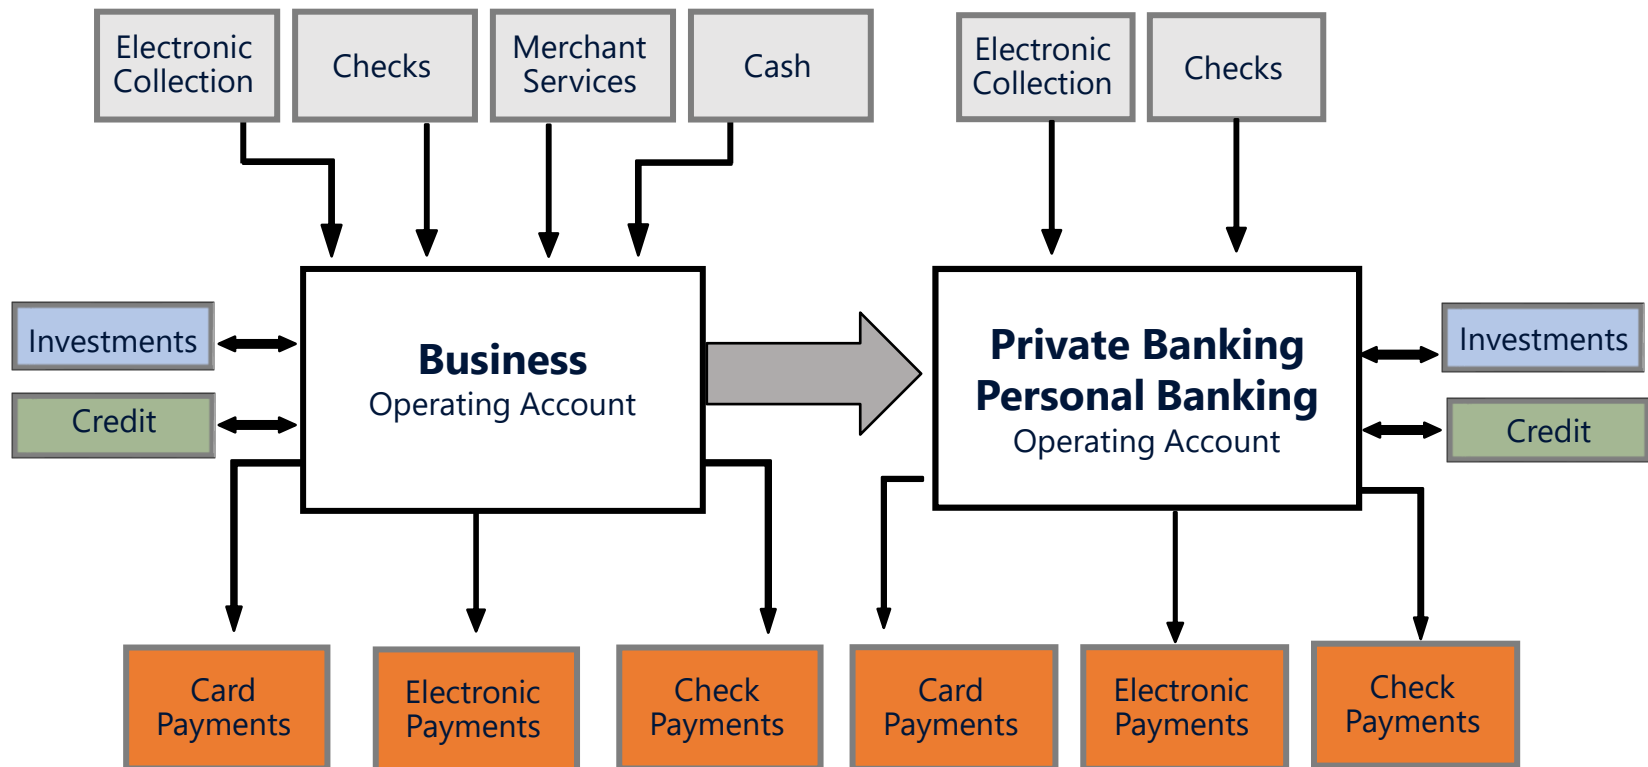 Electronic
Collection
Checks
Merchant
Services
Cash
Electronic
Collection
Checks
Investments
Credit
Business
Operating Account
Private Banking
Personal Banking
Operating Account
Investments
Credit
Card
Payments
Electronic
Payments
Check
Payments
Card
Payments
Electronic
Payments
Check
Payments